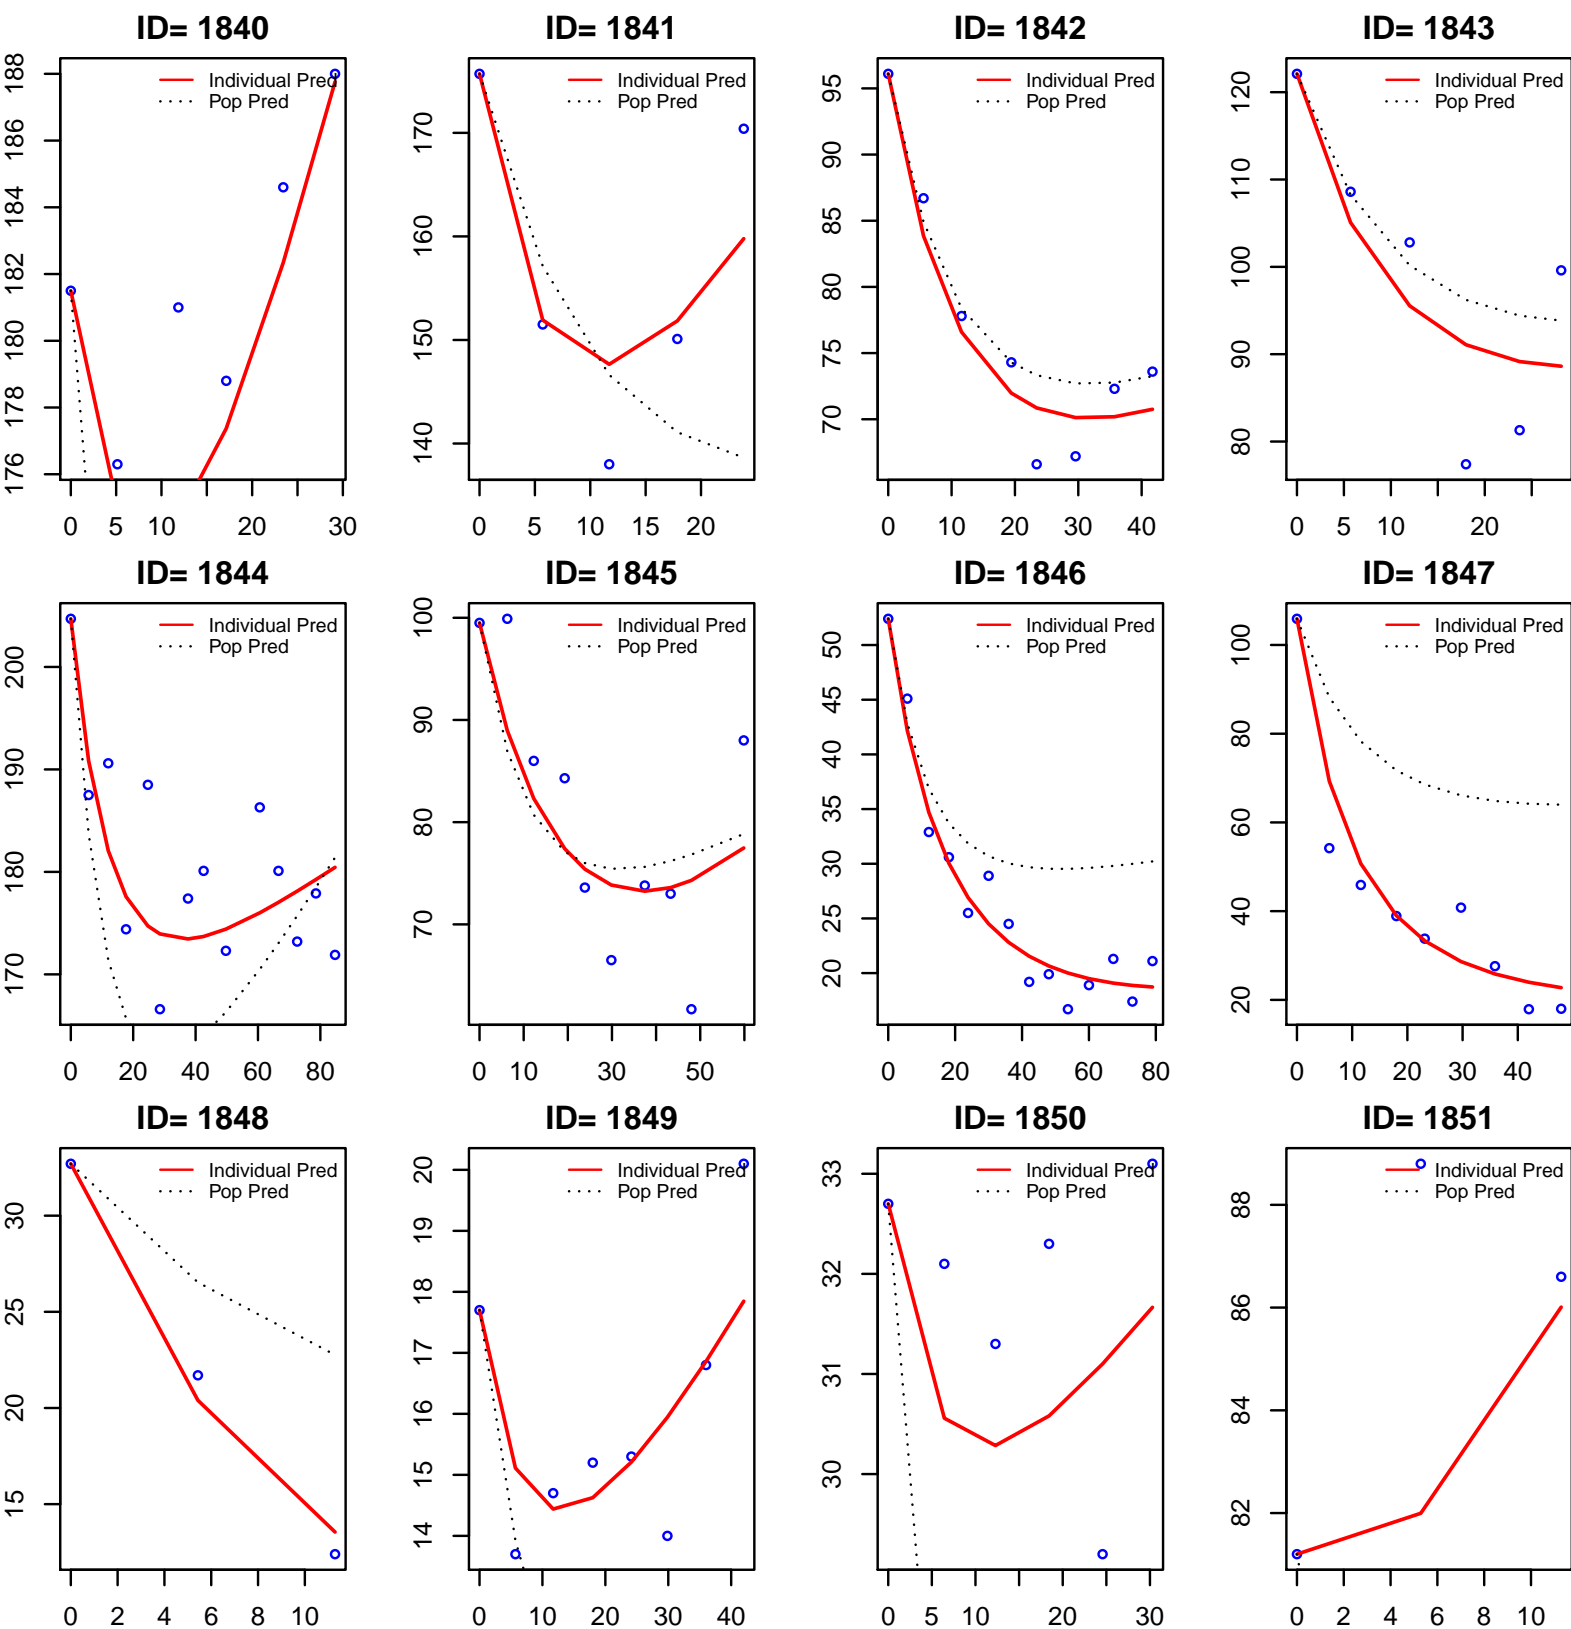 ID= 1840 ID= 1841 ID= 1842 ID= 1843
Individual Pred
Pop Pred
Individual Pred
Pop Pred
Individual Pred
Pop Pred
Individual Pred
Pop Pred
176 178 180 182 184 186 188
140 150 160 170
70 75 80 85 90 95
80 90 100 110 120
0 5 10 20 30
0 5 10 15 20
0 10 20 30 40
0 5 10 20
ID= 1844 ID= 1845 ID= 1846 ID= 1847
Individual Pred
Pop Pred
Individual Pred
Pop Pred
Individual Pred
Pop Pred
Individual Pred
Pop Pred
170 180 190 200
70 80 90 100
20 25 30 35 40 45 50
20 40 60 80 100
0 20 40 60 80
0 10 30 50
0 20 40 60 80
0 10 20 30 40
ID= 1848 ID= 1849 ID= 1850 ID= 1851
Individual Pred
Pop Pred
Individual Pred
Pop Pred
Individual Pred
Pop Pred
Individual Pred
Pop Pred
15 20 25 30
14 15 16 17 18 19 20
30 31 32 33
82 84 86 88
0 2 4 6 8 10
0 10 20 30 40
0 5 10 20 30
0 2 4 6 8 10